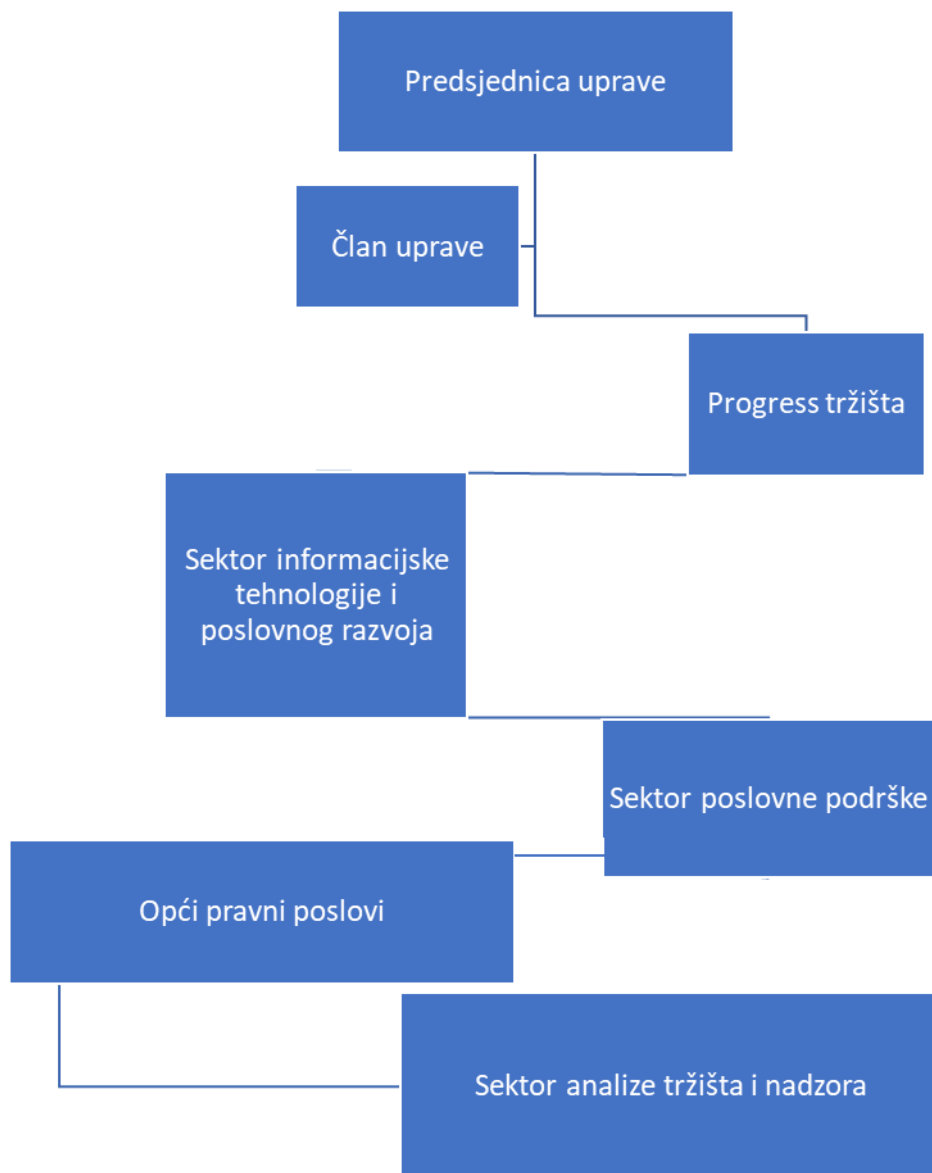 Predsjednica uprave
Član uprave
Progress tržišta
Sektor informacijske
tehnologije i
poslovnog razvoja
Sektor poslovne podrške
Opći pravni poslovi
Sektor analize tržišta i nadzora